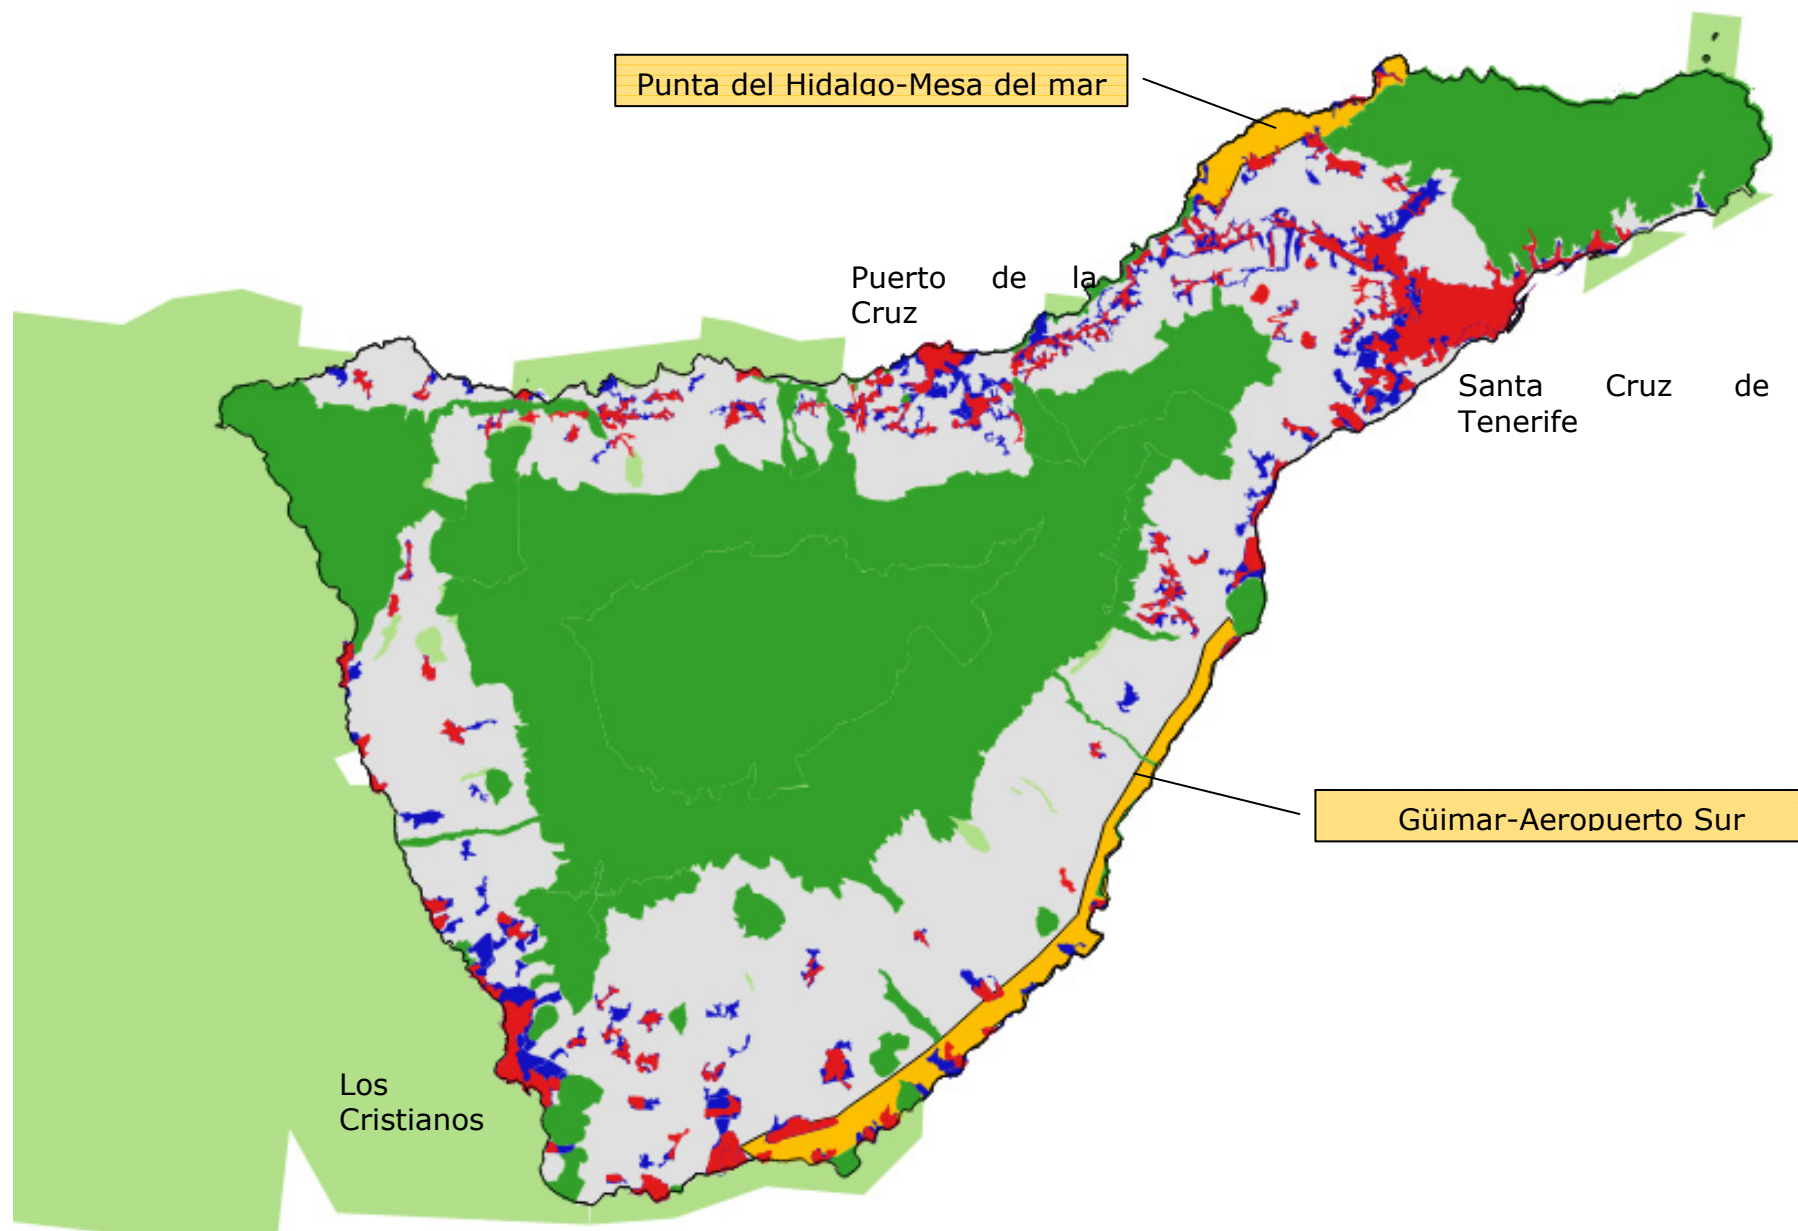 Punta del Hidalgo-Mesa del mar
Puerto de la
Cruz
Santa Cruz de
Tenerife
Güimar-Aeropuerto Sur
Los
Cristianos